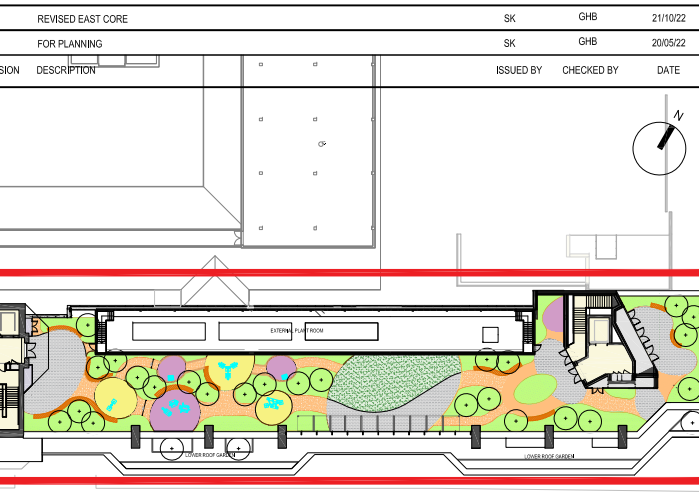 REVISED EAST CORE SK GHB 21/10/22
FOR PLANNING SK GHB 20/05/22
SION DESCRIPTION ISSUED BY CHECKED BY DATE
N
EXTERNAL PLANT ROOM
LOWER ROOF GARDEN
LOWER ROOF GARDEN